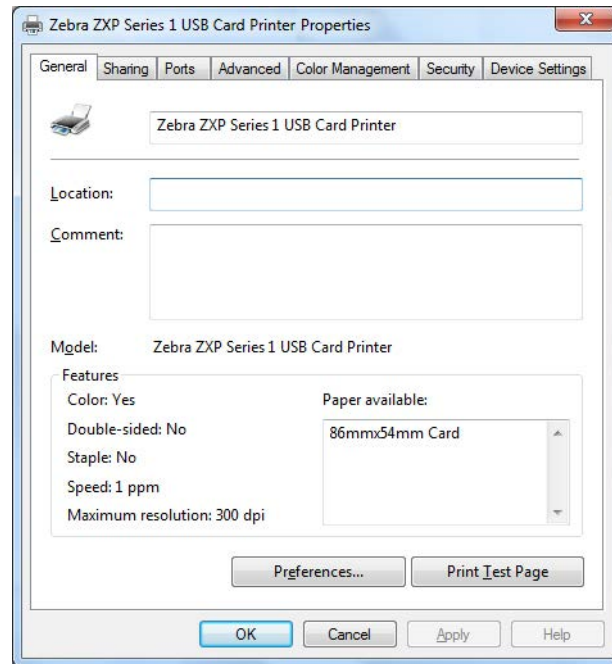 Zebra ZXP Series 1 USB Card Printer Properties
General Sharing Ports Advanced Color Management Security Device Settings
Zebra ZXP Series 1 USB Card Printer
Location:
Comment:
Model: Zebra ZXP Series 1 USB Card Printer
Features
Color: Yes Paper available:
Double-sided: No 86mmx54mm Card
Staple: No
Speed: 1 ppm
Maximum resolution: 300 dpi
Preferences... Print Test Page
OK Cancel Apply Help